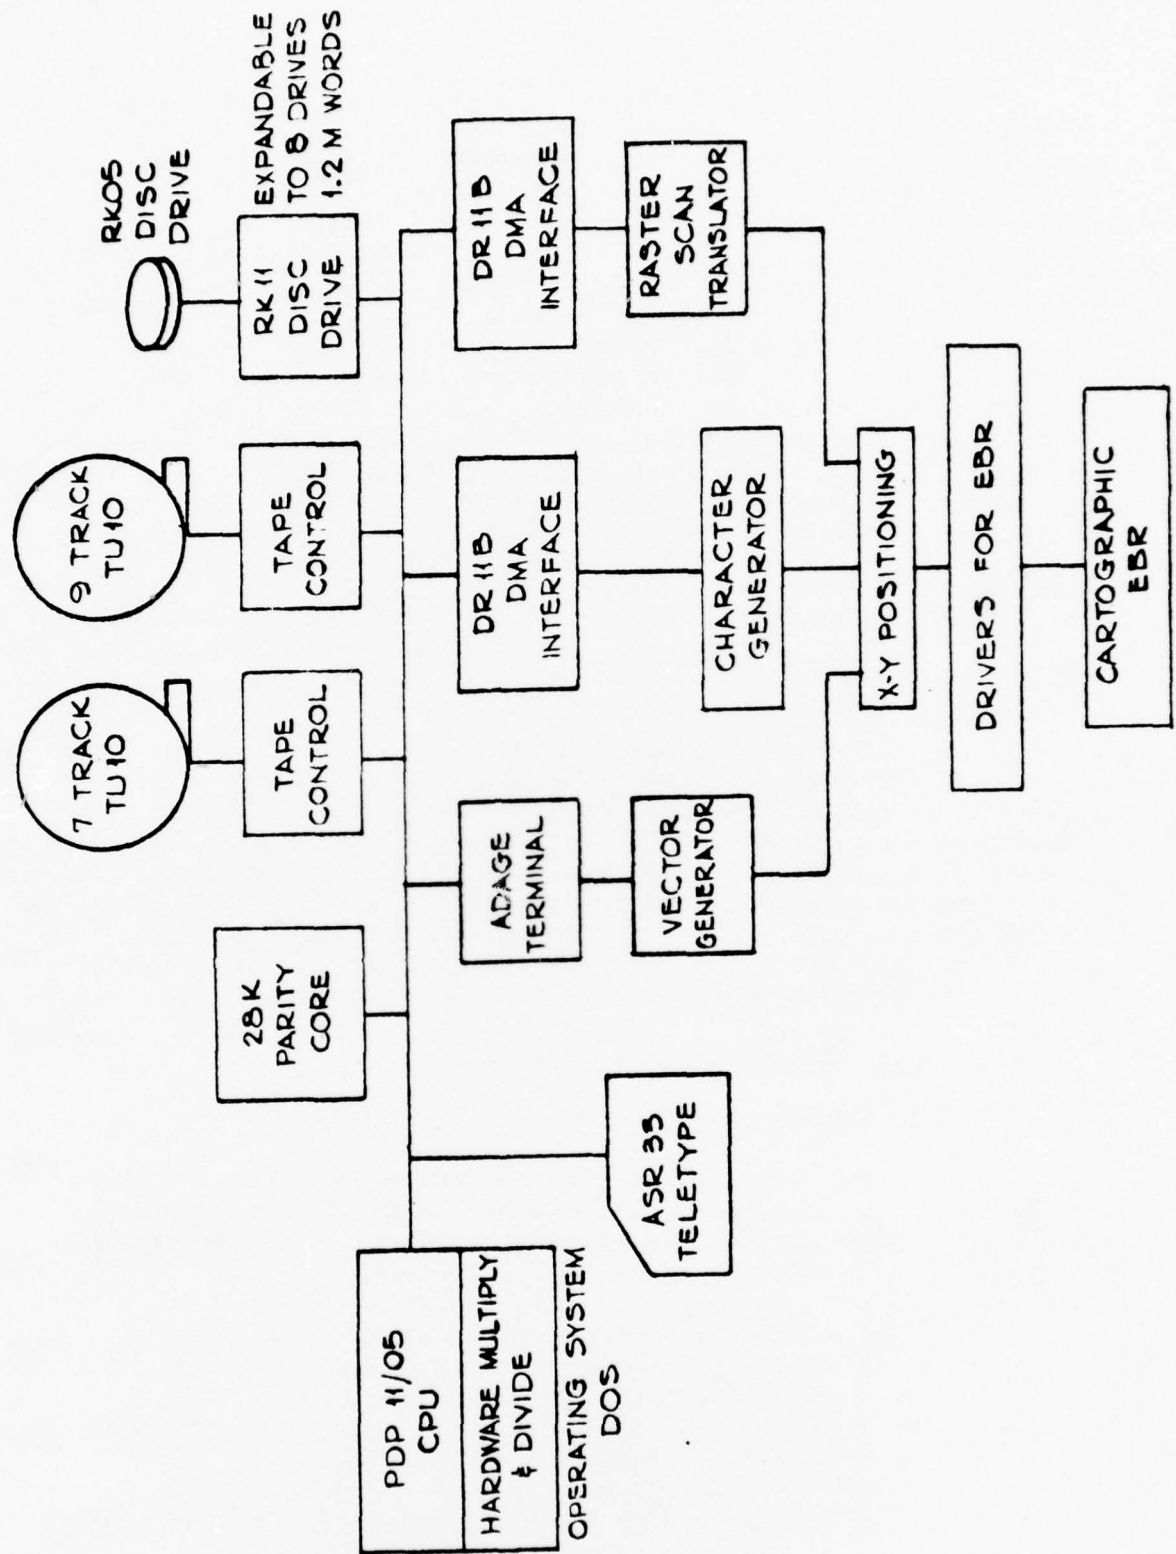 7 TRACK
TU10
9 TRACK
TU10
RK05
DISC
DRIVE
28K
PARITY
CORE
TAPE
CONTROL
TAPE
CONTROL
RK11
DISC
DRIVE
EXPANDABLE
TO 8 DRIVES
1.2 M WORDS
PDP 11/05
CPU
HARDWARE MULTIPLY
& DIVIDE
OPERATING SYSTEM
DOS
ASR 33
TELETYPE
ADAGE
TERMINAL
DR 11B
DMA
INTERFACE
DR 11B
DMA
INTERFACE
VECTOR
GENERATOR
CHARACTER
GENERATOR
RASTER
SCAN
TRANSLATOR
X-Y POSITIONING
DRIVERS FOR EBR
CARTOGRAPHIC
EBR